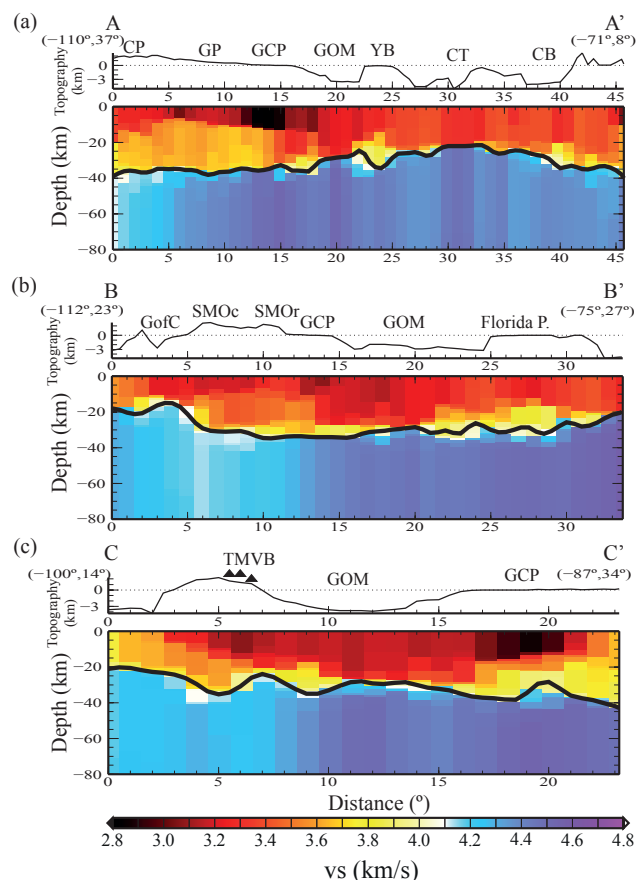 (a)
A A'
(−110°,37°) (−71°,8°)
CP GP GCP GOM YB CT CB
Topography (km)
0
−3
0 5 10 15 20 25 30 35 40 45
Depth (km)
0
−20
−40
−60
−80
0 5 10 15 20 25 30 35 40 45
(b)
B B'
(−112°,23°) (−75°,27°)
GofC SMOc SMOr GCP GOM Florida P.
Topography (km)
0
−3
0 5 10 15 20 25 30
Depth (km)
0
−20
−40
−60
−80
0 5 10 15 20 25 30
(c)
C C'
(−100°,14°) (−87°,34°)
TMVB GOM GCP
Topography (km)
0
−3
0 5 10 15 20
Depth (km)
0
−20
−40
−60
−80
0 5 10 15 20
Distance (º)
2.8 3.0 3.2 3.4 3.6 3.8 4.0 4.2 4.4 4.6 4.8
vs (km/s)